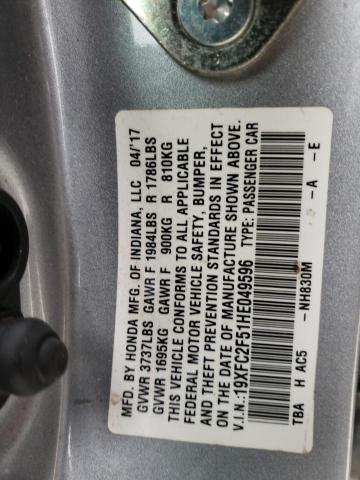 MFD. BY HONDA MFG. OF INDIANA, LLC 04/'17
GVWR 3737LBS GAWR F 1984LBS R 1786LBS
GVWR 1695KG GAWR F 900KG R 810KG
THIS VEHICLE CONFORMS TO ALL APPLICABLE
FEDERAL MOTOR VEHICLE SAFETY, BUMPER,
AND THEFT PREVENTION STANDARDS IN EFFECT
ON THE DATE OF MANUFACTURE SHOWN ABOVE.
V.I.N.:19XFC2F51HE049596 TYPE: PASSENGER CAR
TBA H AC5 -NH830M -A -E